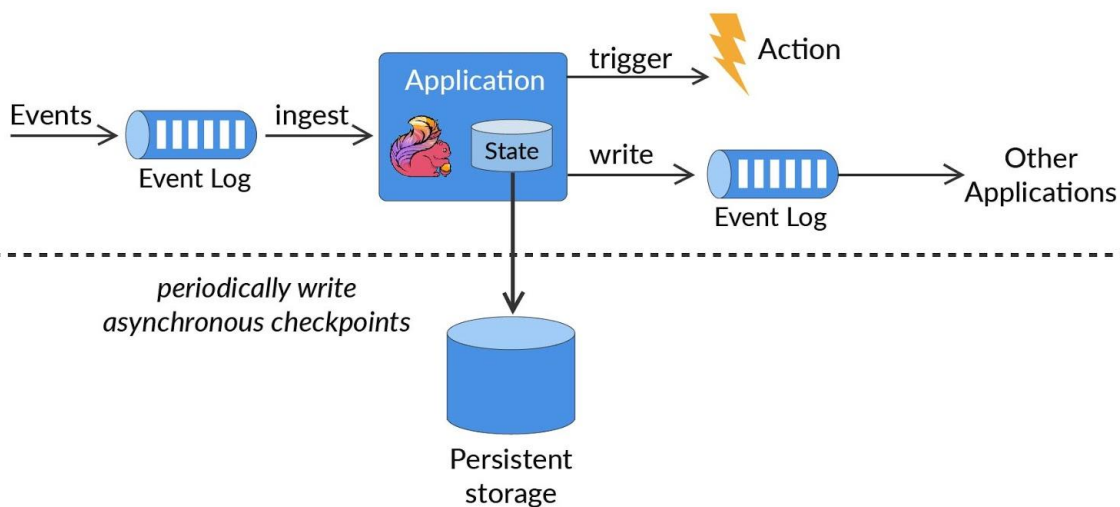 Events
Event Log
ingest
Application
State
trigger
Action
write
Event Log
Other
Applications
periodically write
asynchronous checkpoints
Persistent
storage